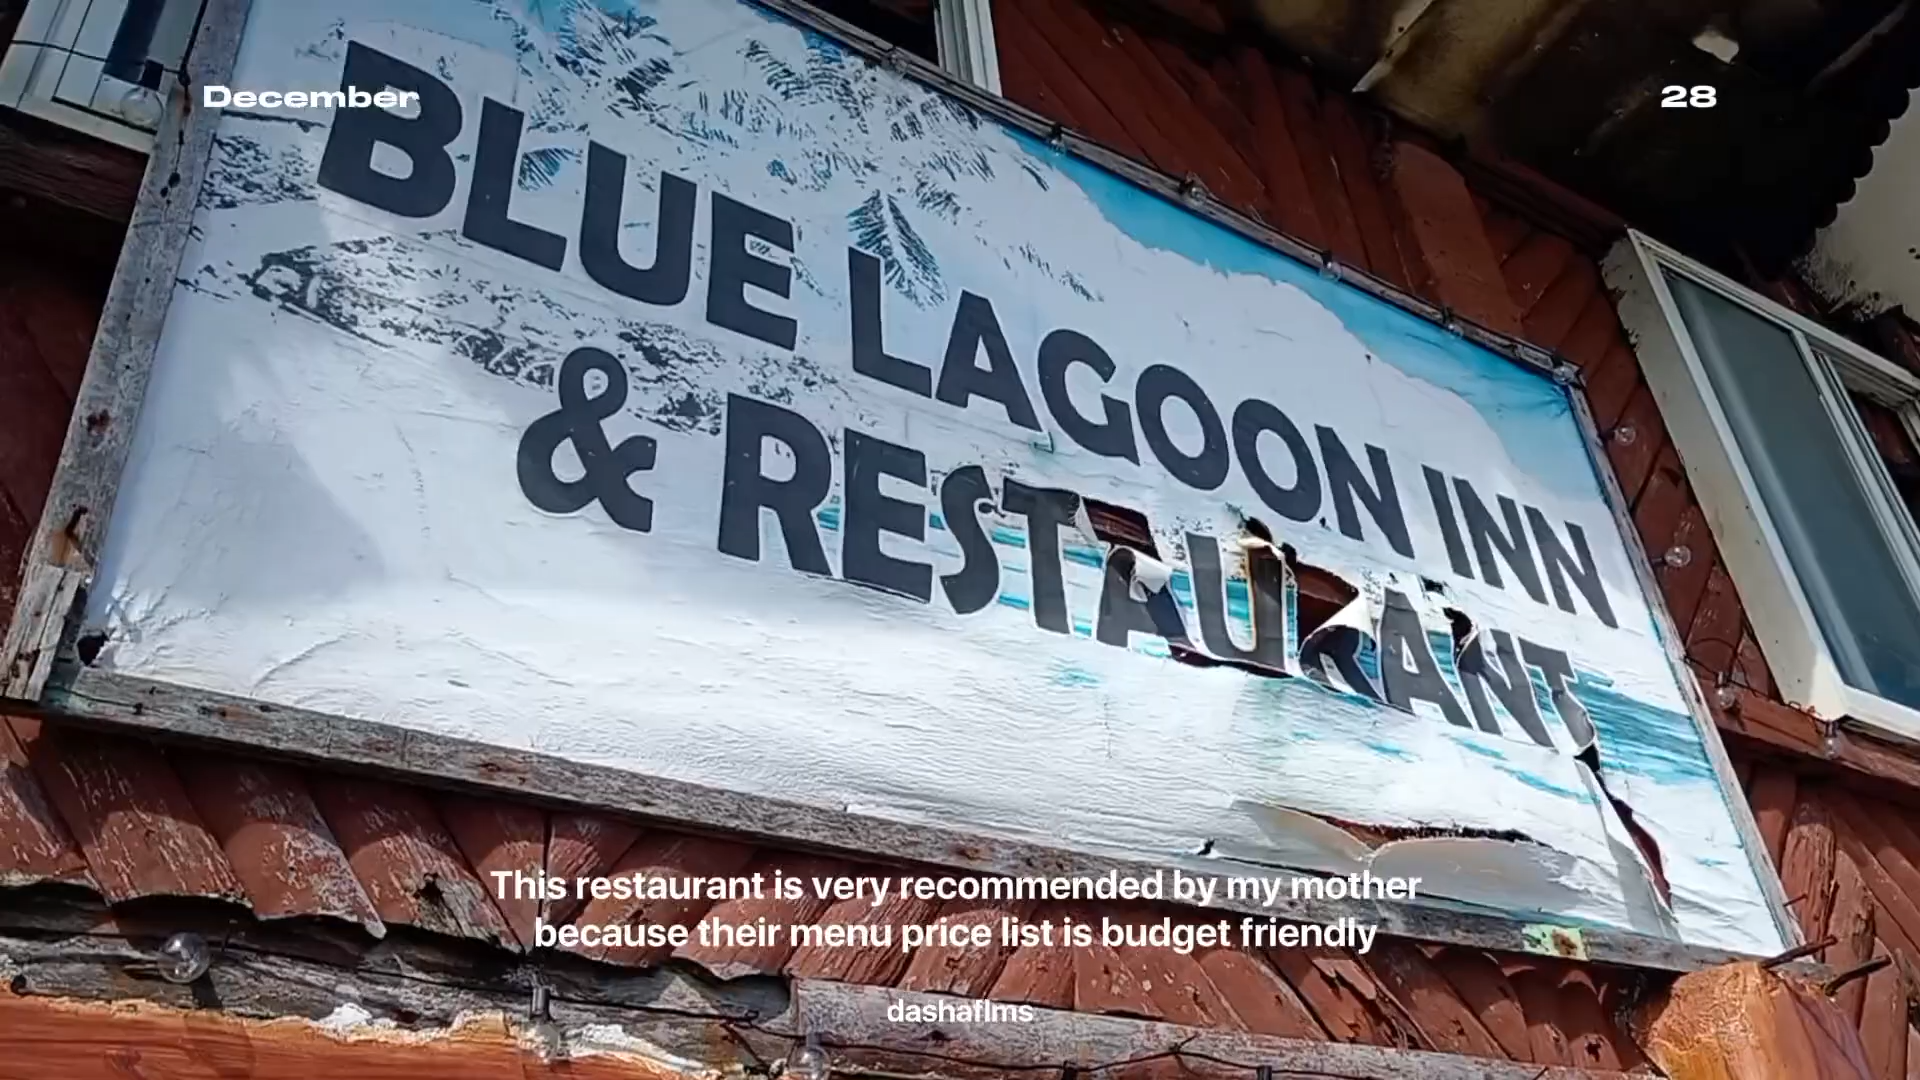 December
28
BLUE LAGOON INN
& RESTAURANT
This restaurant is very recommended by my mother
because their menu price list is budget friendly
dashaflms